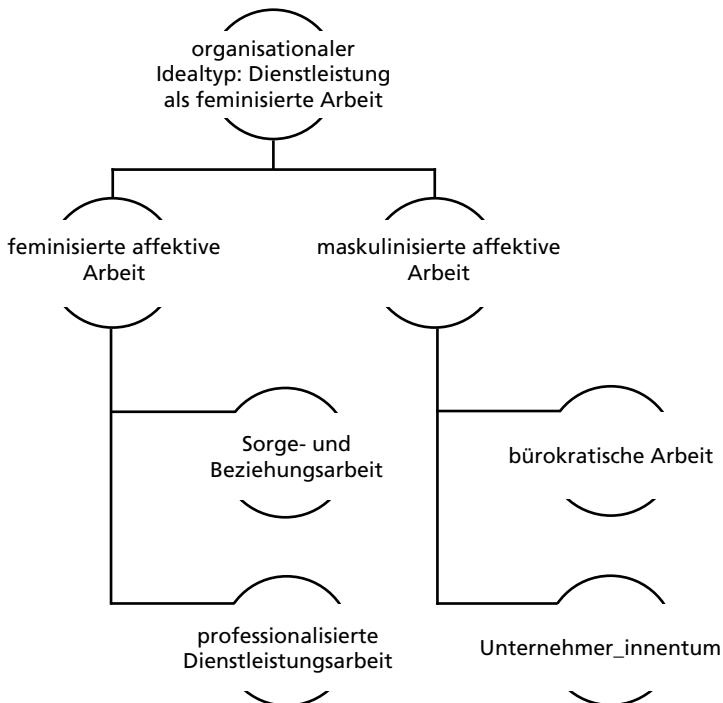 organisationaler
Idealtyp: Dienstleistung
als feminisierte Arbeit
feminisierte affektive
Arbeit
maskulinisierte affektive
Arbeit
Sorge- und
Beziehungsarbeit
bürokratische Arbeit
professionalisierte
Dienstleistungsarbeit
Unternehmer_innentum